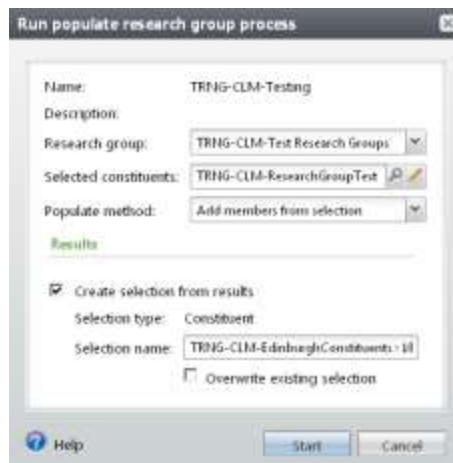 Run populate research group process
Name: TRNG-CLM-Testing
Description:
Research group: TRNG-CLM-Test Research Groups
Selected constituents: TRNG-CLM-ResearchGroupTest
Populate method: Add members from selection
Results
Create selection from results
Selection type: Constituent
Selection name: TRNG-CLM-EdinburghConstituents -
Overwrite existing selection
Help Start Cancel